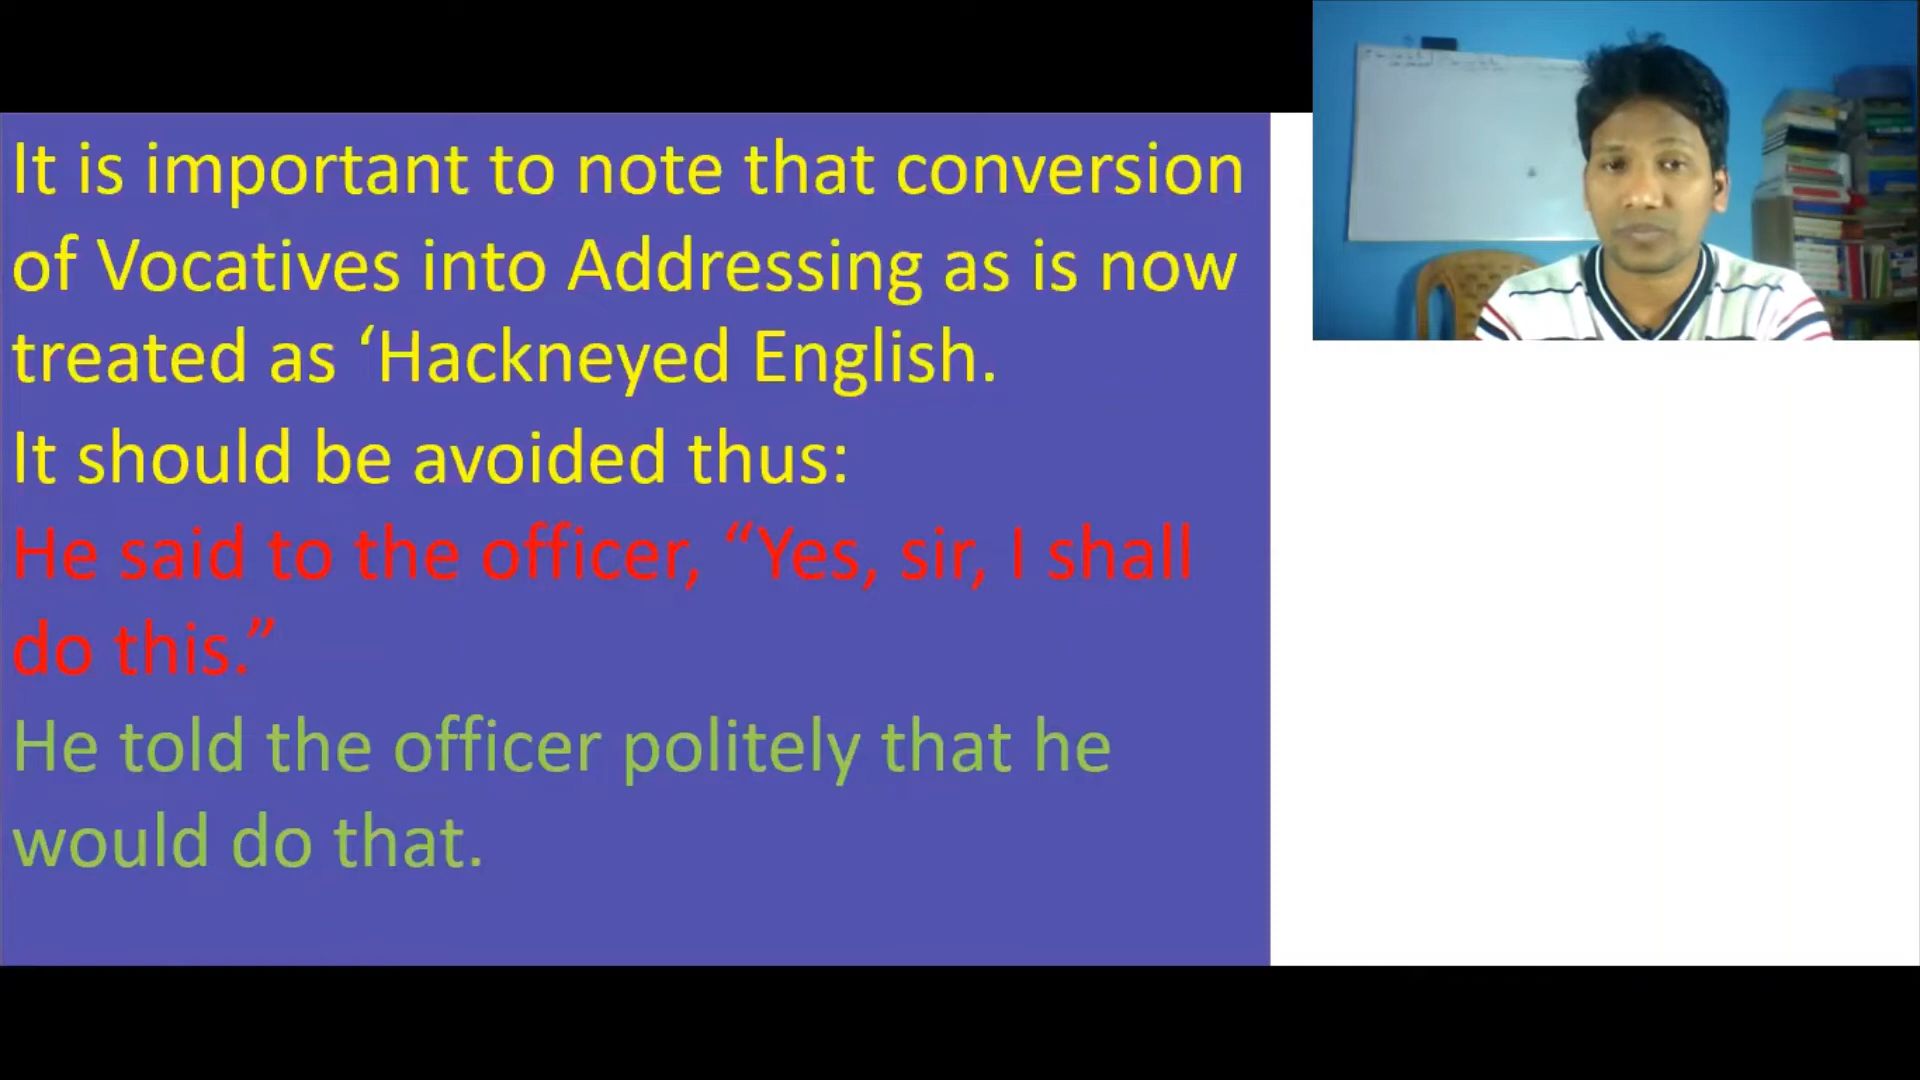 It is important to note that conversion
of Vocatives into Addressing as is now
treated as ‘Hackneyed English.
It should be avoided thus:
He said to the officer, “Yes, sir, I shall
do this.”
He told the officer politely that he
would do that.